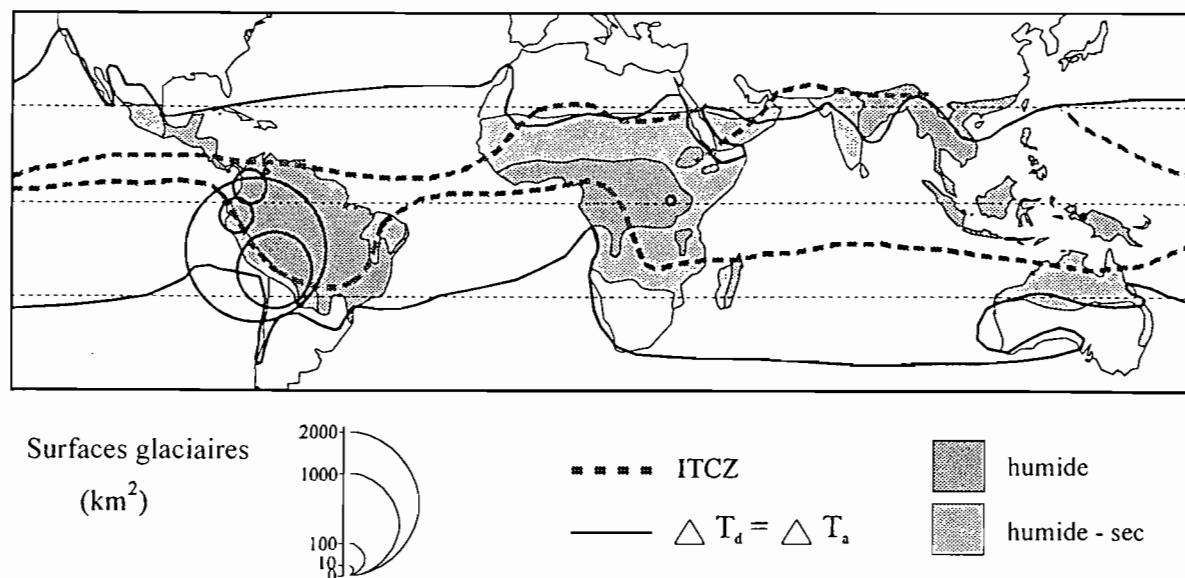 Surfaces glaciaires
(km²)
2000
1000
100
10
0
ITCZ
△ T_d = △ T_a
humide
humide - sec